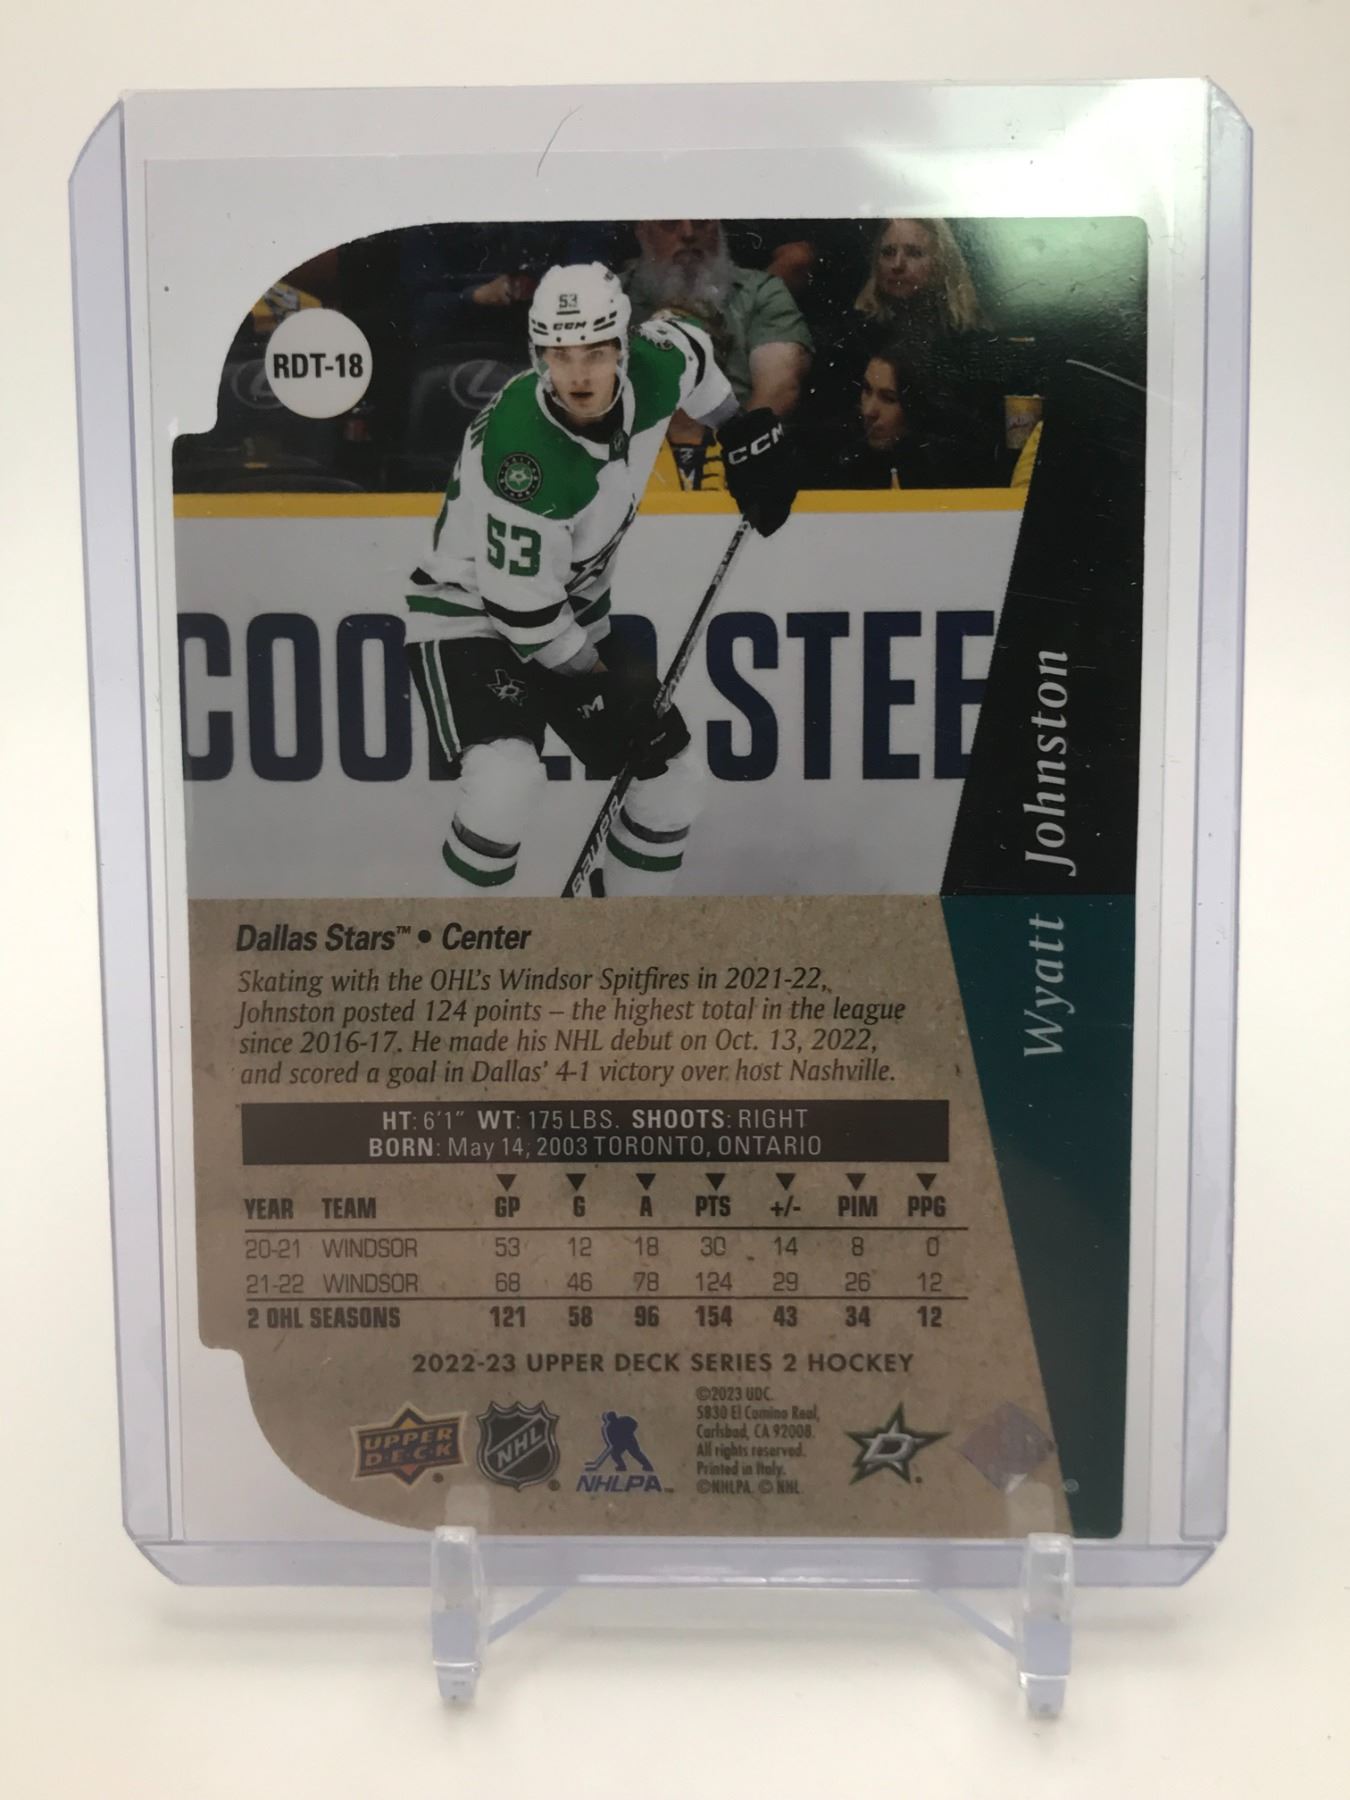 RDT-18
53
CCM
CCM
53
COO STEE
BAUER
Wyatt Johnston
Dallas Stars™ • Center
Skating with the OHL's Windsor Spitfires in 2021-22,
Johnston posted 124 points – the highest total in the league
since 2016-17. He made his NHL debut on Oct. 13, 2022,
and scored a goal in Dallas' 4-1 victory over host Nashville.
HT: 6'1" WT: 175 LBS. SHOOTS: RIGHT
BORN: May 14, 2003 TORONTO, ONTARIO
YEAR TEAM GP G A PTS +/- PIM PPG
20-21 WINDSOR 53 12 18 30 14 8 0
21-22 WINDSOR 68 46 78 124 29 26 12
2 OHL SEASONS 121 58 96 154 43 34 12
2022-23 UPPER DECK SERIES 2 HOCKEY
UPPER D·E·C·K ®
NHL ®
NHLPA™
©2023 UDC.
5830 El Camino Real,
Carlsbad, CA 92008.
All rights reserved.
Printed in Italy.
©NHLPA. © NHL.
D